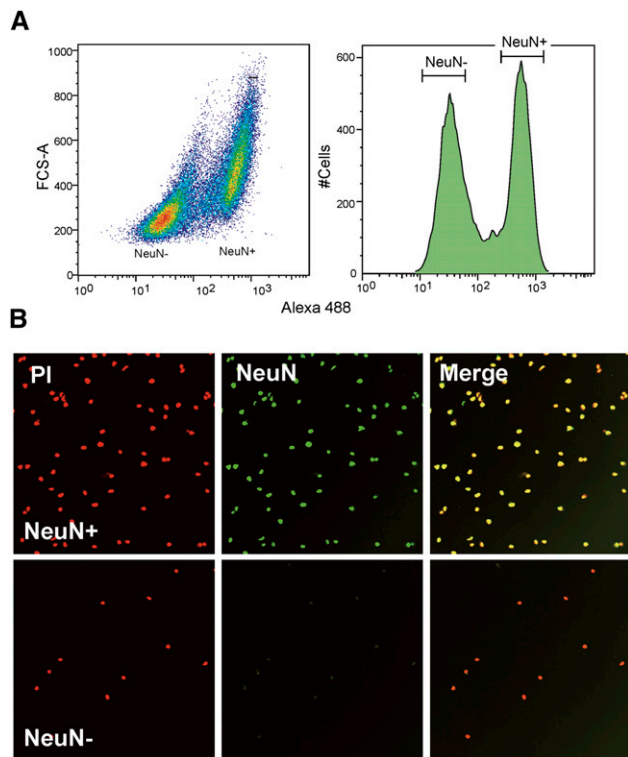 A
1000
800
600
400
200
0
FCS-A
NeuN-
NeuN+
10⁰
10¹
10²
10³
Alexa 488
NeuN-
NeuN+
600
400
200
0
#Cells
10⁰
10¹
10²
10³
B
PI
NeuN
Merge
NeuN+
NeuN-